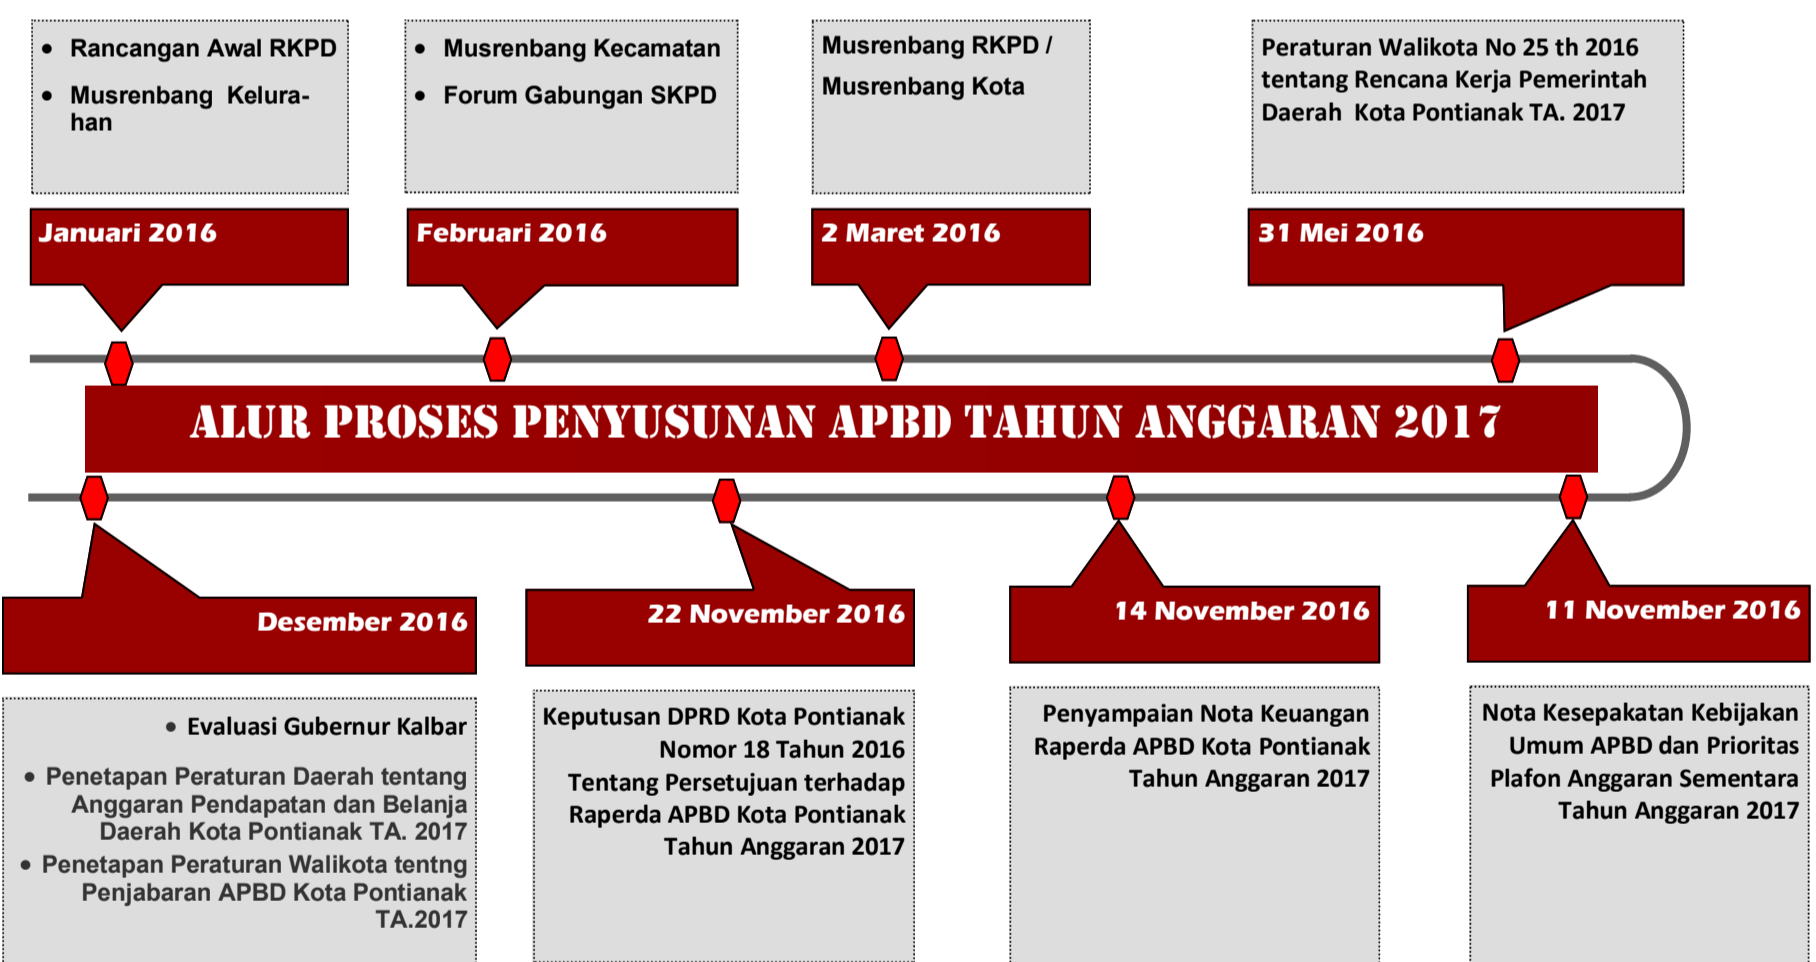 • Rancangan Awal RKPD
• Musrenbang Kelura-
han
Januari 2016
• Musrenbang Kecamatan
• Forum Gabungan SKPD
Februari 2016
Musrenbang RKPD /
Musrenbang Kota
2 Maret 2016
Peraturan Walikota No 25 th 2016
tentang Rencana Kerja Pemerintah
Daerah Kota Pontianak TA. 2017
31 Mei 2016
ALUR PROSES PENYUSUNAN APBD TAHUN ANGGARAN 2017
Desember 2016
• Evaluasi Gubernur Kalbar
• Penetapan Peraturan Daerah tentang
Anggaran Pendapatan dan Belanja
Daerah Kota Pontianak TA. 2017
• Penetapan Peraturan Walikota tentng
Penjabaran APBD Kota Pontianak
TA.2017
22 November 2016
Keputusan DPRD Kota Pontianak
Nomor 18 Tahun 2016
Tentang Persetujuan terhadap
Raperda APBD Kota Pontianak
Tahun Anggaran 2017
14 November 2016
Penyampaian Nota Keuangan
Raperda APBD Kota Pontianak
Tahun Anggaran 2017
11 November 2016
Nota Kesepakatan Kebijakan
Umum APBD dan Prioritas
Plafon Anggaran Sementara
Tahun Anggaran 2017